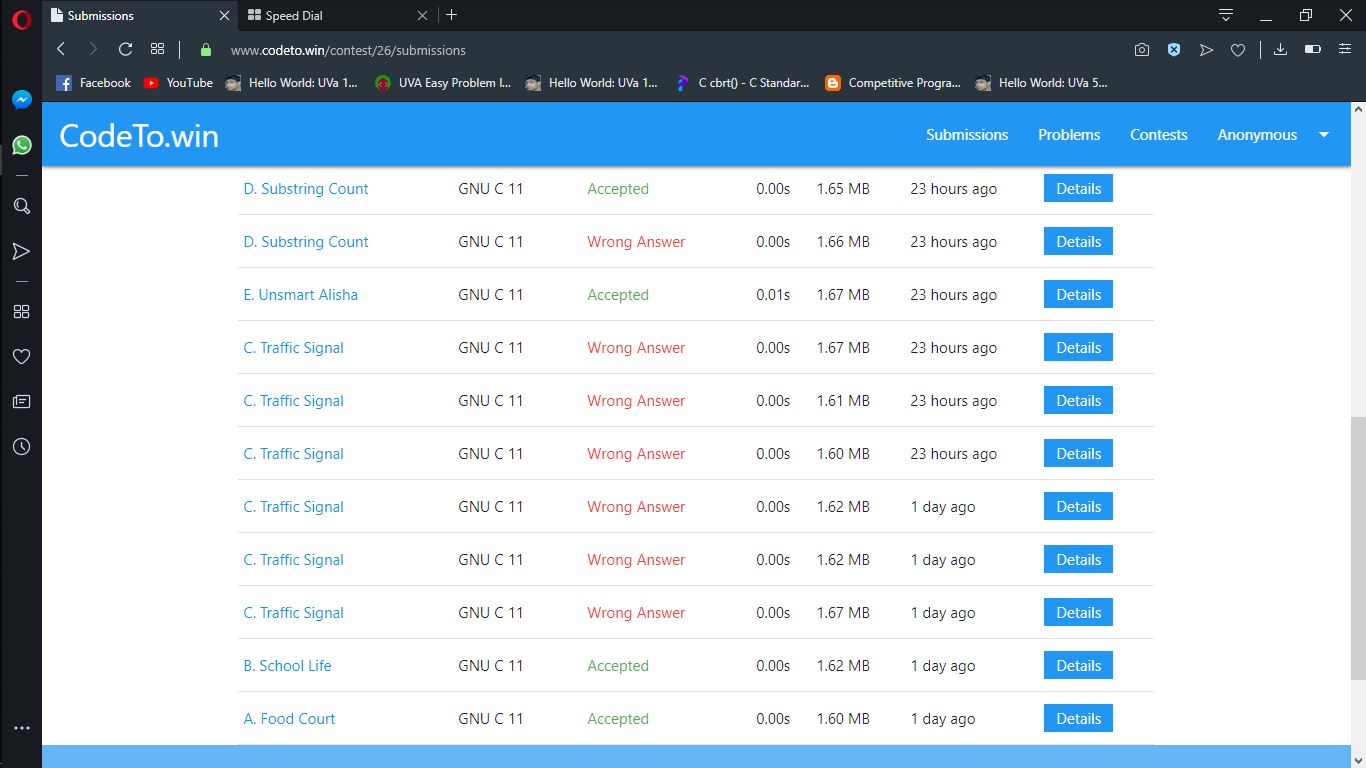 Submissions
Speed Dial
www.codeto.win/contest/26/submissions
Facebook YouTube Hello World: UVa 1... UVA Easy Problem I... Hello World: UVa 1... C cbrt() - C Standar... Competitive Progra... Hello World: UVa 5...
CodeTo.win Submissions Problems Contests Anonymous
D. Substring Count GNU C 11 Accepted 0.00s 1.65 MB 23 hours ago Details
D. Substring Count GNU C 11 Wrong Answer 0.00s 1.66 MB 23 hours ago Details
E. Unsmart Alisha GNU C 11 Accepted 0.01s 1.67 MB 23 hours ago Details
C. Traffic Signal GNU C 11 Wrong Answer 0.00s 1.67 MB 23 hours ago Details
C. Traffic Signal GNU C 11 Wrong Answer 0.00s 1.61 MB 23 hours ago Details
C. Traffic Signal GNU C 11 Wrong Answer 0.00s 1.60 MB 23 hours ago Details
C. Traffic Signal GNU C 11 Wrong Answer 0.00s 1.62 MB 1 day ago Details
C. Traffic Signal GNU C 11 Wrong Answer 0.00s 1.62 MB 1 day ago Details
C. Traffic Signal GNU C 11 Wrong Answer 0.00s 1.67 MB 1 day ago Details
B. School Life GNU C 11 Accepted 0.00s 1.62 MB 1 day ago Details
A. Food Court GNU C 11 Accepted 0.00s 1.60 MB 1 day ago Details